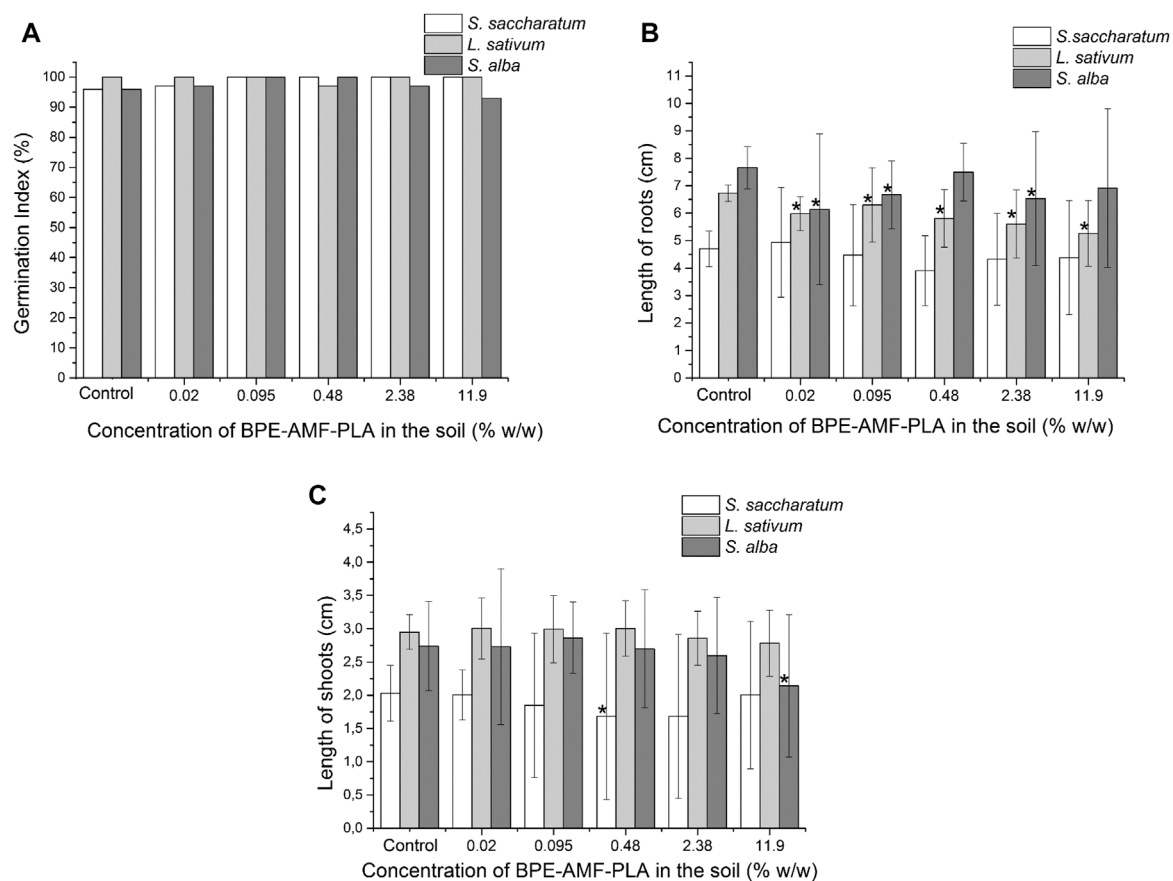 A
S. saccharatum
L. sativum
S. alba
100
90
80
70
60
50
40
30
20
10
0
Germination Index (%)
Control 0.02 0.095 0.48 2.38 11.9
Concentration of BPE-AMF-PLA in the soil (% w/w)
B
S.saccharatum
L. sativum
S. alba
11
10
9
8
7
6
5
4
3
2
1
0
Length of roots (cm)
* * * * * * * *
Control 0.02 0.095 0.48 2.38 11.9
Concentration of BPE-AMF-PLA in the soil (% w/w)
C
S. saccharatum
L. sativum
S. alba
4,5
4,0
3,5
3,0
2,5
2,0
1,5
1,0
0,5
0,0
Length of shoots (cm)
* *
Control 0.02 0.095 0.48 2.38 11.9
Concentration of BPE-AMF-PLA in the soil (% w/w)